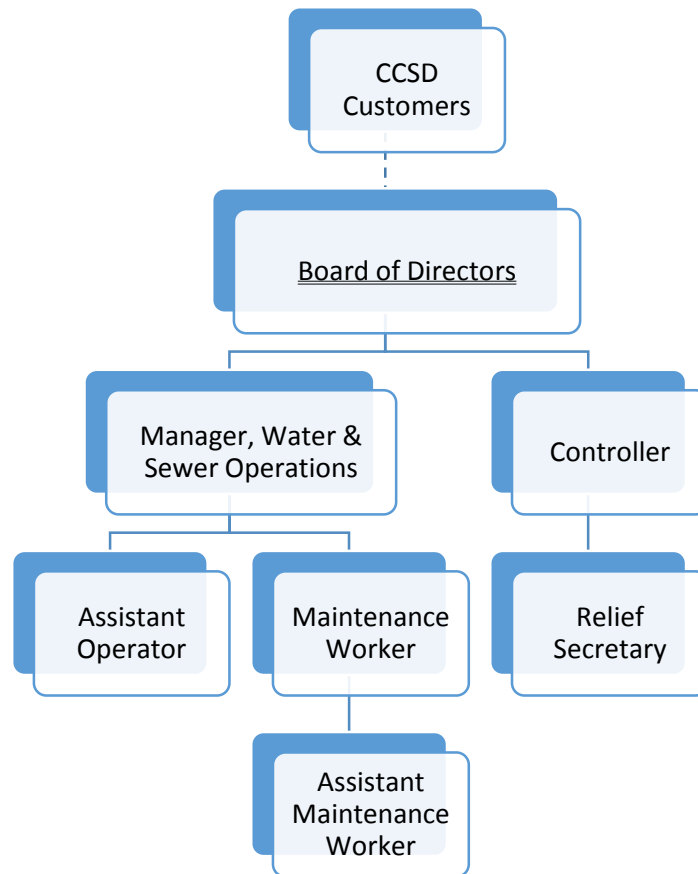 CCSD
Customers
Board of Directors
Manager, Water &
Sewer Operations
Controller
Assistant
Operator
Maintenance
Worker
Relief
Secretary
Assistant
Maintenance
Worker